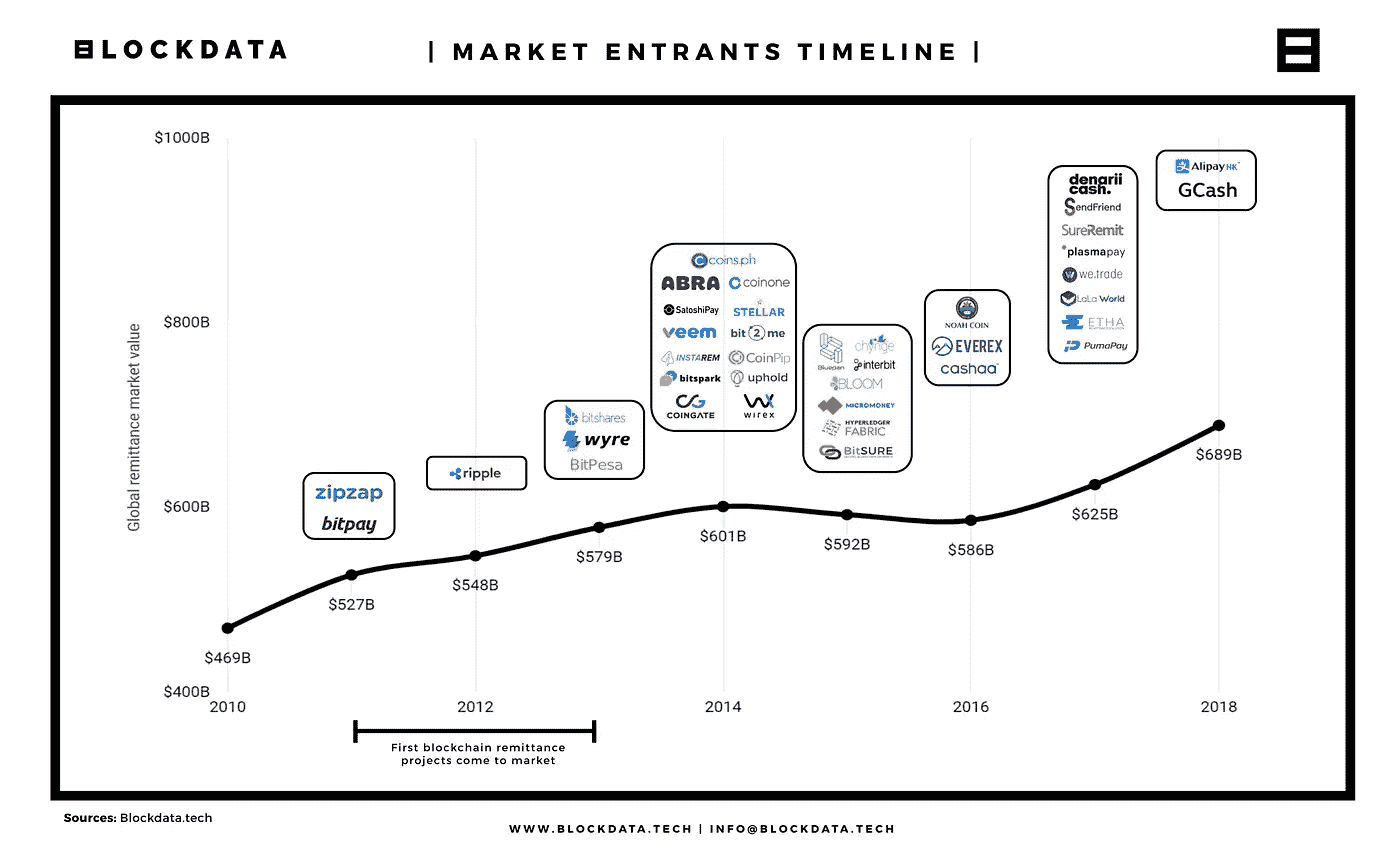 BLOCKDATA
| MARKET ENTRANTS TIMELINE |
Global remittance market value
$1000B
$800B
$600B
$400B
zipzap
bitpay
ripple
bitshares
wyre
BitPesa
coins.ph
ABRA coinone
SatoshiPay STELLAR
veem bit2me
INSTAREM CoinPip
bitspark uphold
COINGATE wirex
Bluepan chynge
interbit
BLOOM
MICROMONEY
HYPERLEDGER
FABRIC
BitSURE
NOAH COIN
EVEREX
cashaa
denarii
cash.
SendFriend
SureRemit
plasmapay
we.trade
LaLa World
ETHA
PumaPay
Alipay HK
GCash
$469B
$527B
$548B
$579B
$601B
$592B
$586B
$625B
$689B
2010 2012 2014 2016 2018
First blockchain remittance
projects come to market
Sources: Blockdata.tech
WWW.BLOCKDATA.TECH | INFO@BLOCKDATA.TECH